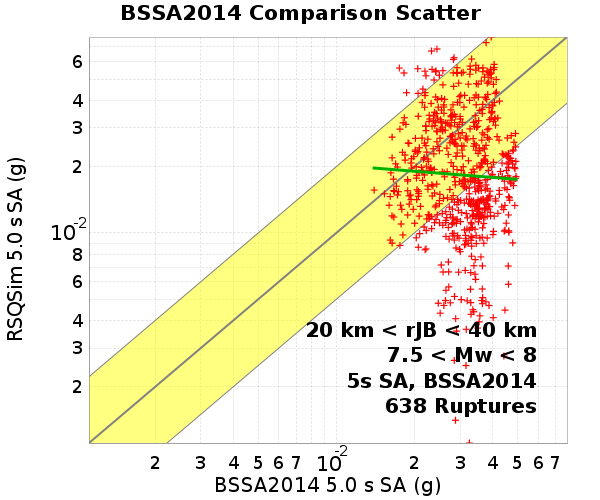 BSSA2014 Comparison Scatter
RSQSim 5.0 s SA (g)
6
4
3
2
10⁻²
8
6
4
3
2
20 km < rJB < 40 km
7.5 < Mw < 8
5s SA, BSSA2014
638 Ruptures
2 3 4 5 6 7 10⁻² 2 3 4 5 6 7
BSSA2014 5.0 s SA (g)